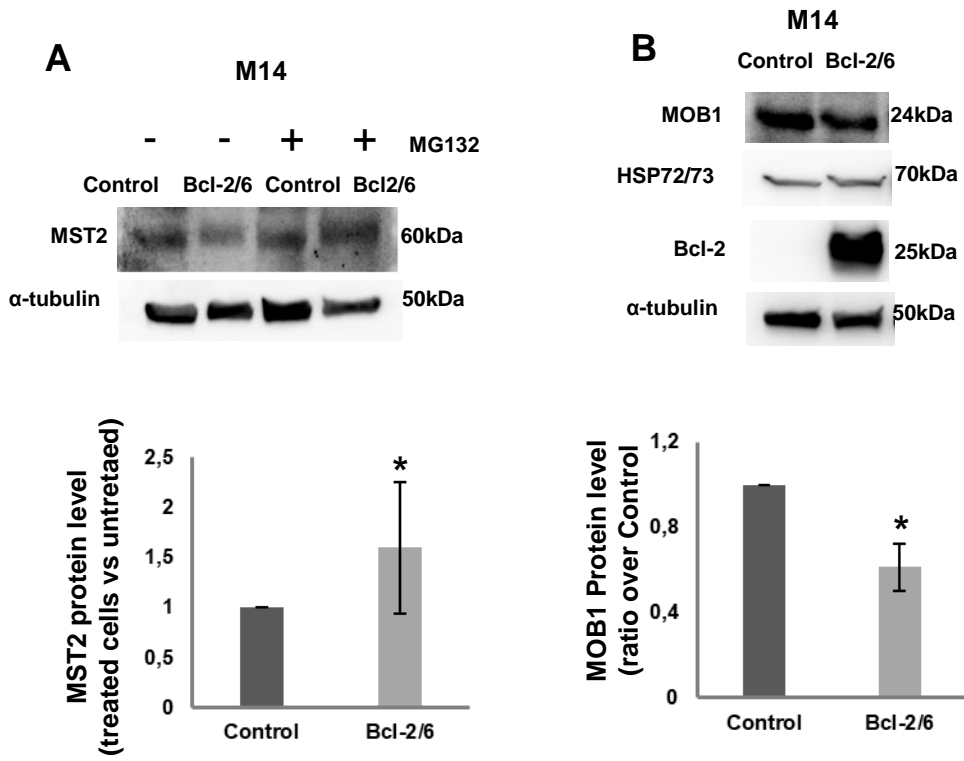 A
M14
- - + + MG132
Control Bcl-2/6 Control Bcl2/6
MST2 60kDa
α-tubulin 50kDa
MST2 protein level
(treated cells vs untretaed)
2,5
2
1,5
1
0,5
0
*
Control Bcl-2/6
B
M14
Control Bcl-2/6
MOB1 24kDa
HSP72/73 70kDa
Bcl-2 25kDa
α-tubulin 50kDa
MOB1 Protein level
(ratio over Control)
1,2
0,8
0,4
0
*
Control Bcl-2/6